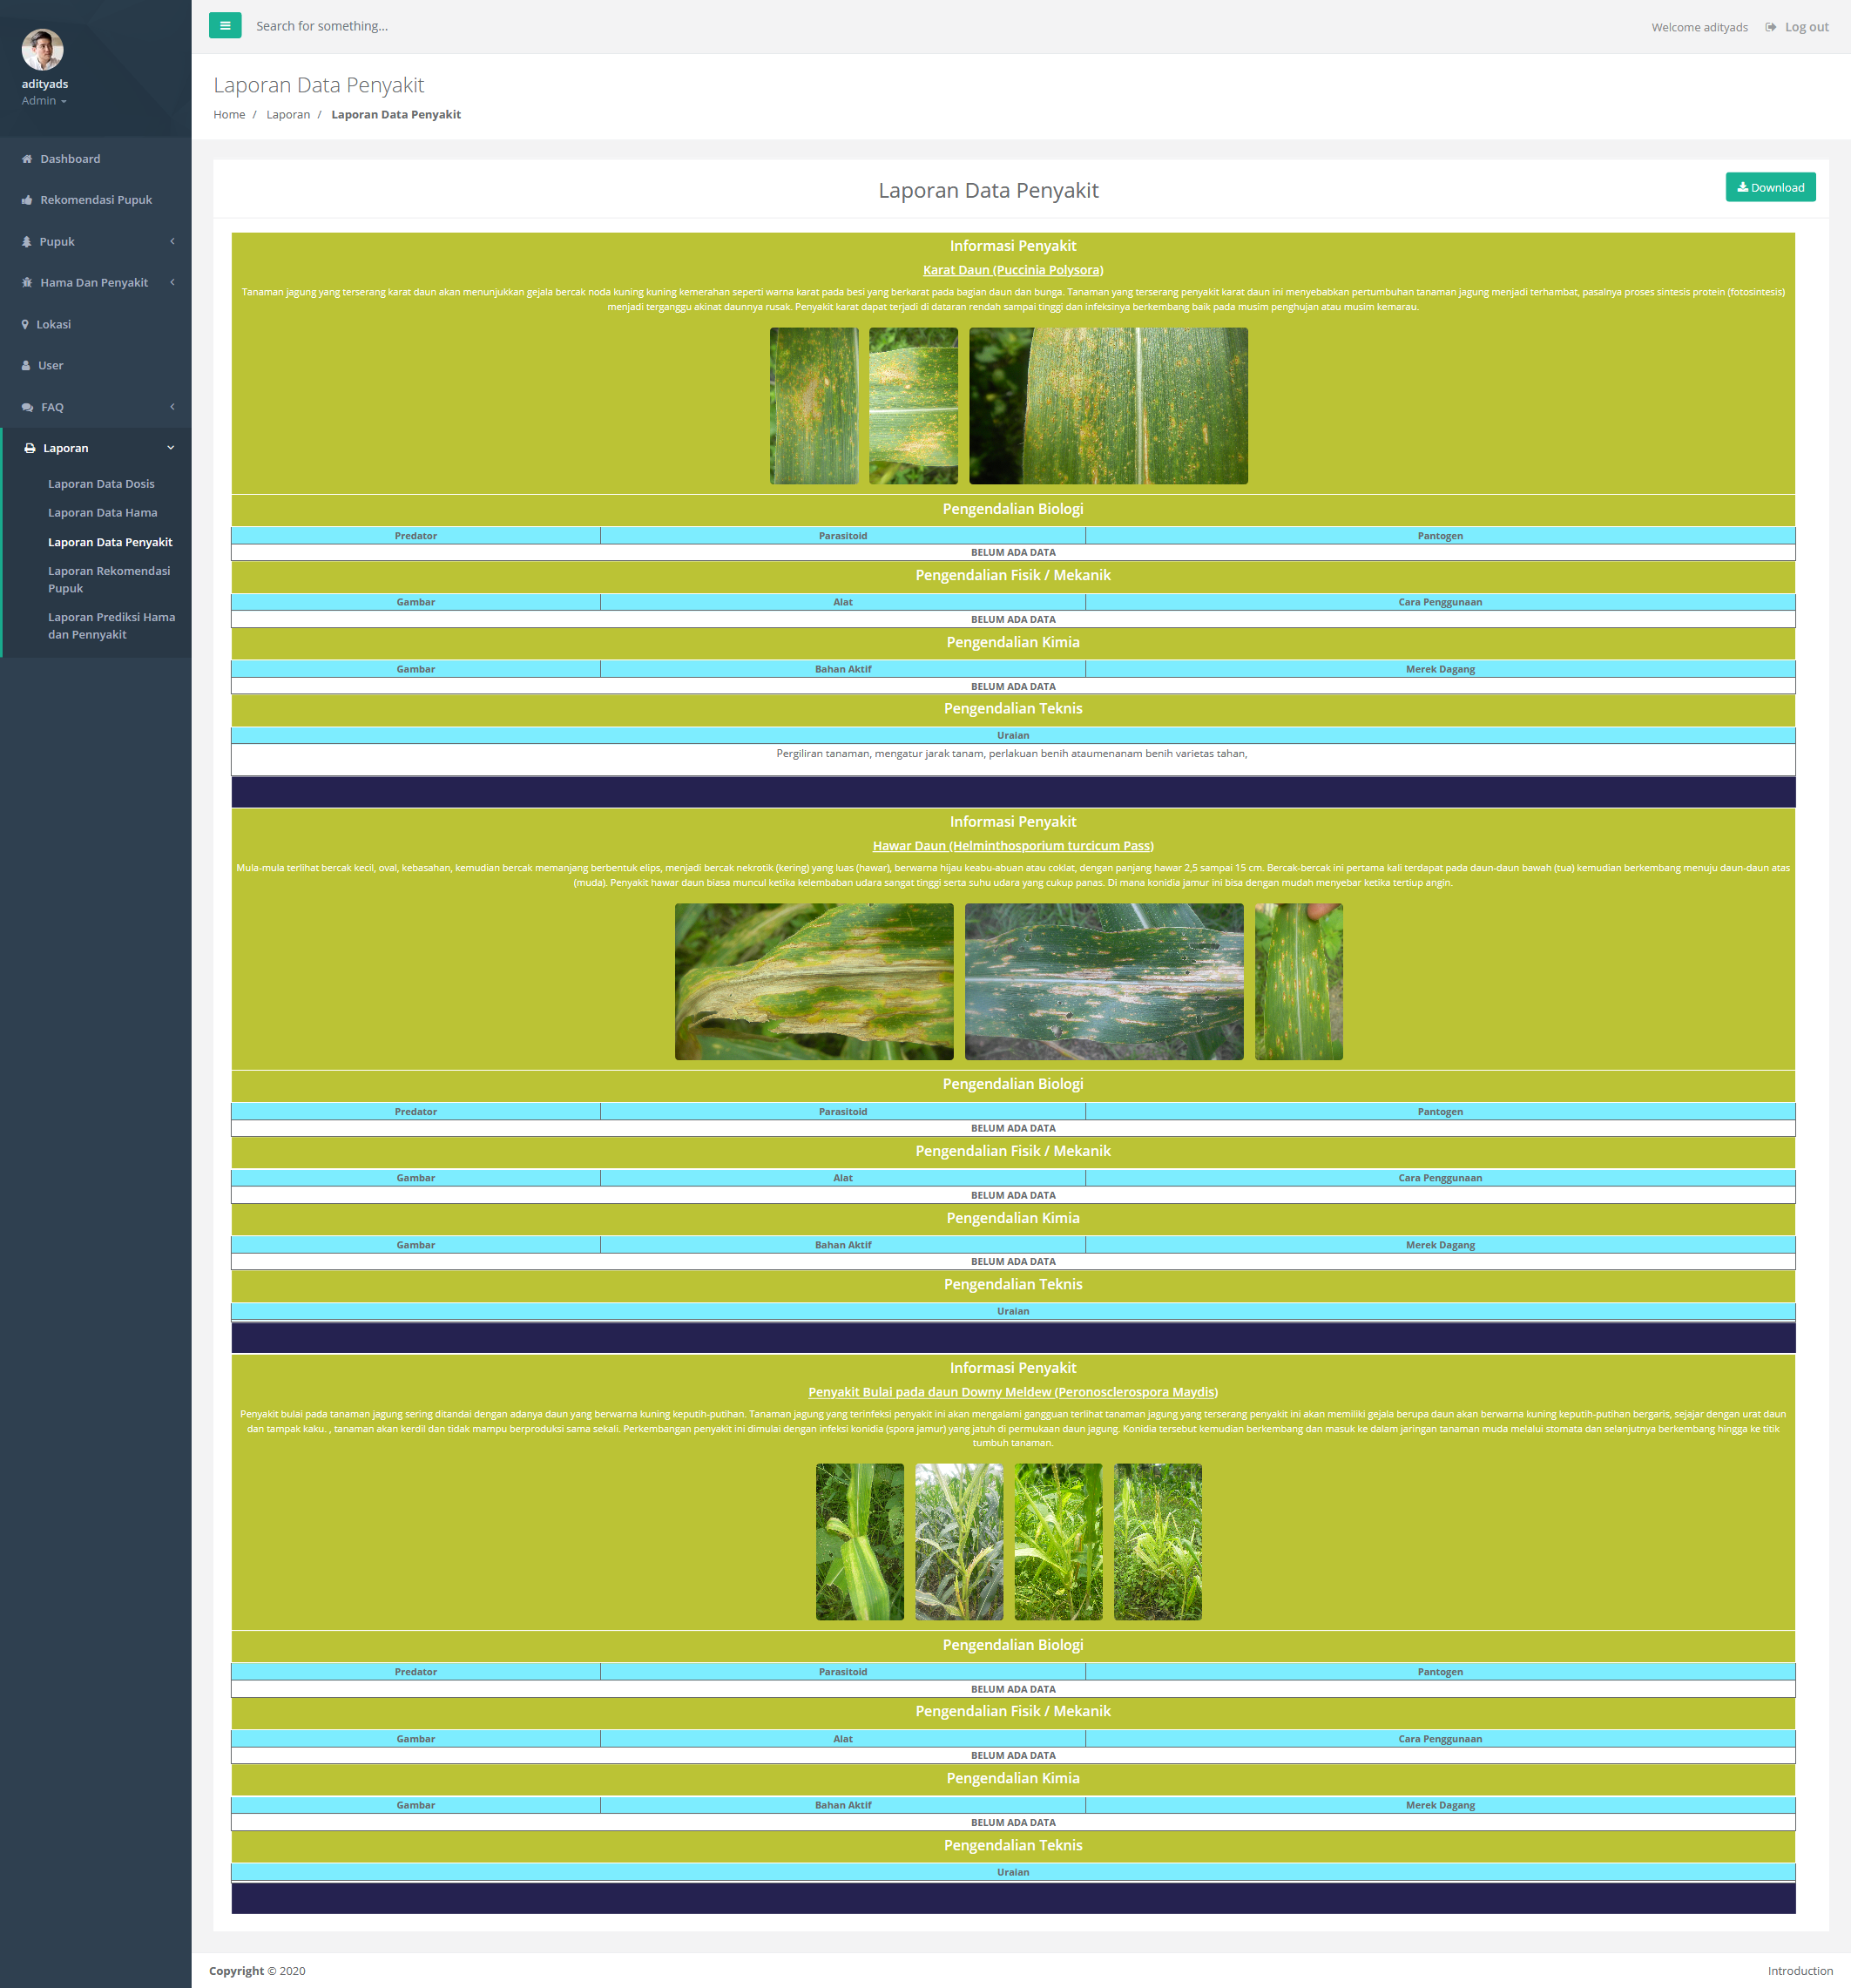 adityads
Admin
Dashboard
Rekomendasi Pupuk
Pupuk
Hama Dan Penyakit
Lokasi
User
FAQ
Laporan
Laporan Data Dosis
Laporan Data Hama
Laporan Data Penyakit
Laporan Rekomendasi
Pupuk
Laporan Prediksi Hama
dan Pennyakit
Search for something...
Welcome adityads Log out
Laporan Data Penyakit
Home / Laporan / Laporan Data Penyakit
Laporan Data Penyakit
Download
Informasi Penyakit
Karat Daun (Puccinia Polysora)
Tanaman jagung yang terserang karat daun akan menunjukkan gejala bercak noda kuning kuning kemerahan seperti warna karat pada besi yang berkarat pada bagian daun dan bunga. Tanaman yang terserang penyakit karat daun ini menyebabkan pertumbuhan tanaman jagung menjadi terhambat, pasalnya proses sintesis protein (fotosintesis)
menjadi terganggu akinat daunnya rusak. Penyakit karat dapat terjadi di dataran rendah sampai tinggi dan infeksinya berkembang baik pada musim penghujan atau musim kemarau.
Pengendalian Biologi
Predator Parasitoid Pantogen
BELUM ADA DATA
Pengendalian Fisik / Mekanik
Gambar Alat Cara Penggunaan
BELUM ADA DATA
Pengendalian Kimia
Gambar Bahan Aktif Merek Dagang
BELUM ADA DATA
Pengendalian Teknis
Uraian
Pergiliran tanaman, mengatur jarak tanam, perlakuan benih ataumenanam benih varietas tahan,
Informasi Penyakit
Hawar Daun (Helminthosporium turcicum Pass)
Mula-mula terlihat bercak kecil, oval, kebasahan, kemudian bercak memanjang berbentuk elips, menjadi bercak nekrotik (kering) yang luas (hawar), berwarna hijau keabu-abuan atau coklat, dengan panjang hawar 2,5 sampai 15 cm. Bercak-bercak ini pertama kali terdapat pada daun-daun bawah (tua) kemudian berkembang menuju daun-daun atas
(muda). Penyakit hawar daun biasa muncul ketika kelembaban udara sangat tinggi serta suhu udara yang cukup panas. Di mana konidia jamur ini bisa dengan mudah menyebar ketika tertiup angin.
Pengendalian Biologi
Predator Parasitoid Pantogen
BELUM ADA DATA
Pengendalian Fisik / Mekanik
Gambar Alat Cara Penggunaan
BELUM ADA DATA
Pengendalian Kimia
Gambar Bahan Aktif Merek Dagang
BELUM ADA DATA
Pengendalian Teknis
Uraian
Informasi Penyakit
Penyakit Bulai pada daun Downy Meldew (Peronosclerospora Maydis)
Penyakit bulai pada tanaman jagung sering ditandai dengan adanya daun yang berwarna kuning keputih-putihan. Tanaman jagung yang terinfeksi penyakit ini akan mengalami gangguan terlihat tanaman jagung yang terserang penyakit ini akan memiliki gejala berupa daun akan berwarna kuning keputih-putihan bergaris, sejajar dengan urat daun
dan tampak kaku. , tanaman akan kerdil dan tidak mampu berproduksi sama sekali. Perkembangan penyakit ini dimulai dengan infeksi konidia (spora jamur) yang jatuh di permukaan daun jagung. Konidia tersebut kemudian berkembang dan masuk ke dalam jaringan tanaman muda melalui stomata dan selanjutnya berkembang hingga ke titik
tumbuh tanaman.
Pengendalian Biologi
Predator Parasitoid Pantogen
BELUM ADA DATA
Pengendalian Fisik / Mekanik
Gambar Alat Cara Penggunaan
BELUM ADA DATA
Pengendalian Kimia
Gambar Bahan Aktif Merek Dagang
BELUM ADA DATA
Pengendalian Teknis
Uraian
Copyright © 2020 Introduction